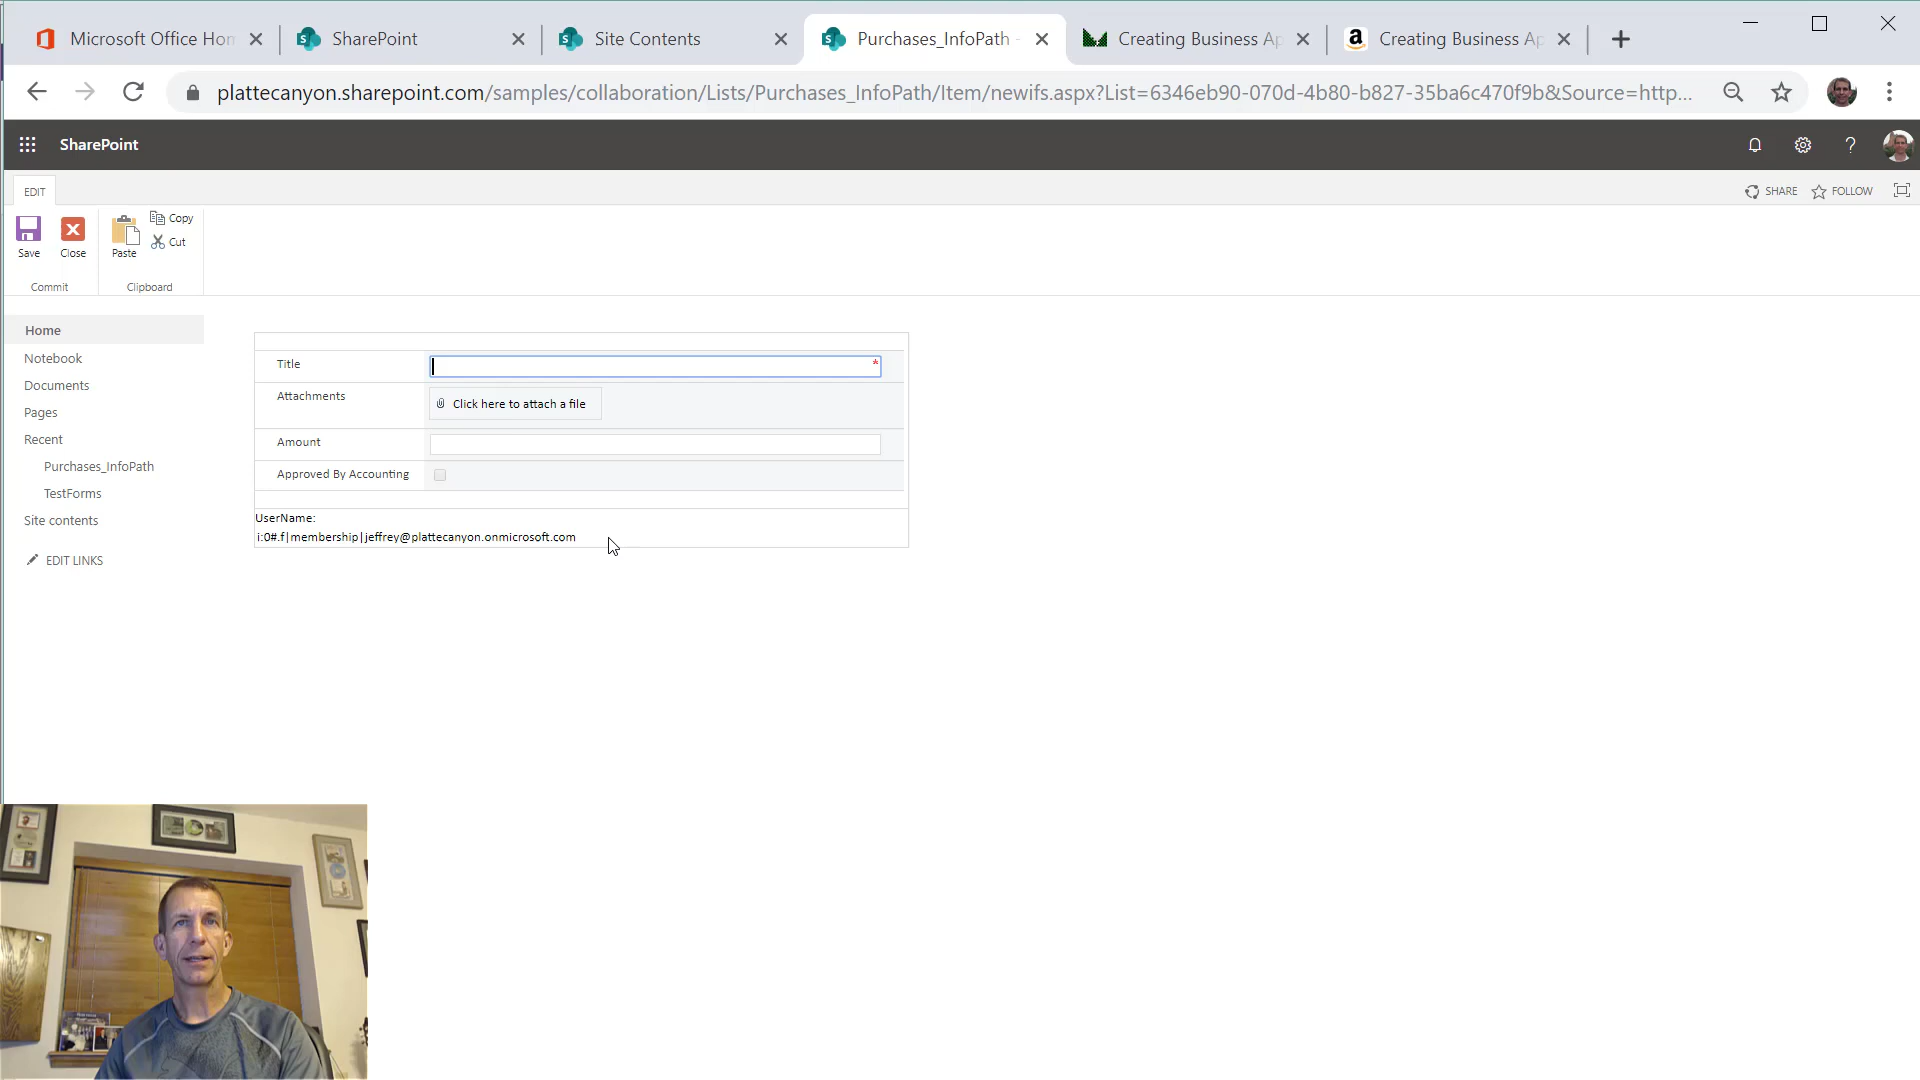 Microsoft Office Hom
SharePoint
Site Contents
Purchases_InfoPath -
Creating Business Ap
Creating Business Ap
plattecanyon.sharepoint.com/samples/collaboration/Lists/Purchases_InfoPath/Item/newifs.aspx?List=6346eb90-070d-4b80-b827-35ba6c470f9b&Source=http...
SharePoint
EDIT
SHARE
FOLLOW
Save
Close
Paste
Copy
Cut
Commit
Clipboard
Home
Notebook
Documents
Pages
Recent
Purchases_InfoPath
TestForms
Site contents
EDIT LINKS
Title
*
Attachments
Click here to attach a file
Amount
Approved By Accounting
UserName:
i:0#.f|membership|jeffrey@plattecanyon.onmicrosoft.com